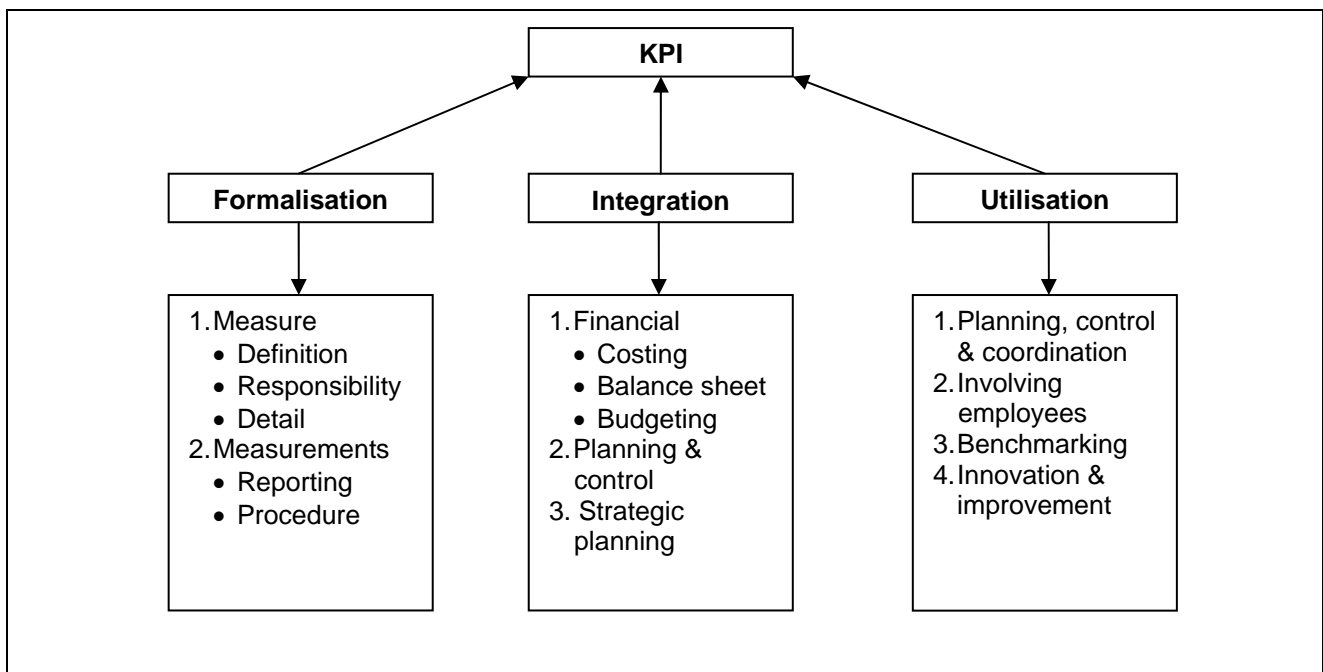 KPI
Formalisation
Integration
Utilisation
1. Measure
• Definition
• Responsibility
• Detail
2. Measurements
• Reporting
• Procedure
1. Financial
• Costing
• Balance sheet
• Budgeting
2. Planning &
control
3. Strategic
planning
1. Planning, control
& coordination
2. Involving
employees
3. Benchmarking
4. Innovation &
improvement